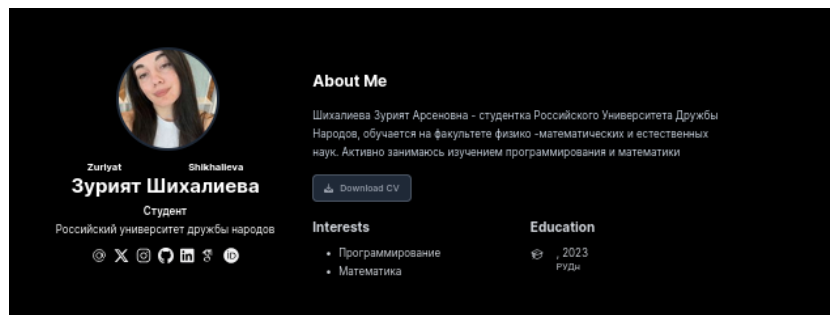 Zuriyat Shikhalieva
Зурият Шихалиева
Студент
Российский университет дружбы народов
About Me
Шихалиева Зурият Арсеновна - студентка Российского Университета Дружбы
Народов, обучается на факультете физико -математических и естественных
наук. Активно занимаюсь изучением программирования и математики
Download CV
Interests
Программирование
Математика
Education
, 2023
РУДн